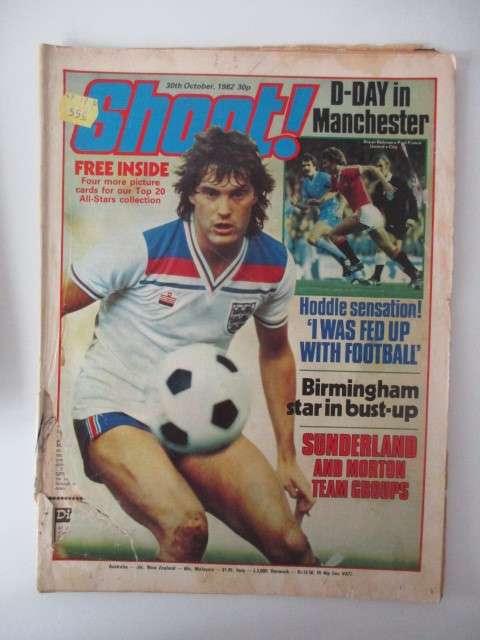 30th October, 1982 30p
Shoot!
D-DAY in
Manchester
FREE INSIDE
Four more picture
cards for our Top 20
All-Stars collection
Hoddle sensation!
'I WAS FED UP
WITH FOOTBALL'
Birmingham
star in bust-up
SUNDERLAND
AND MORTON
TEAM GROUPS